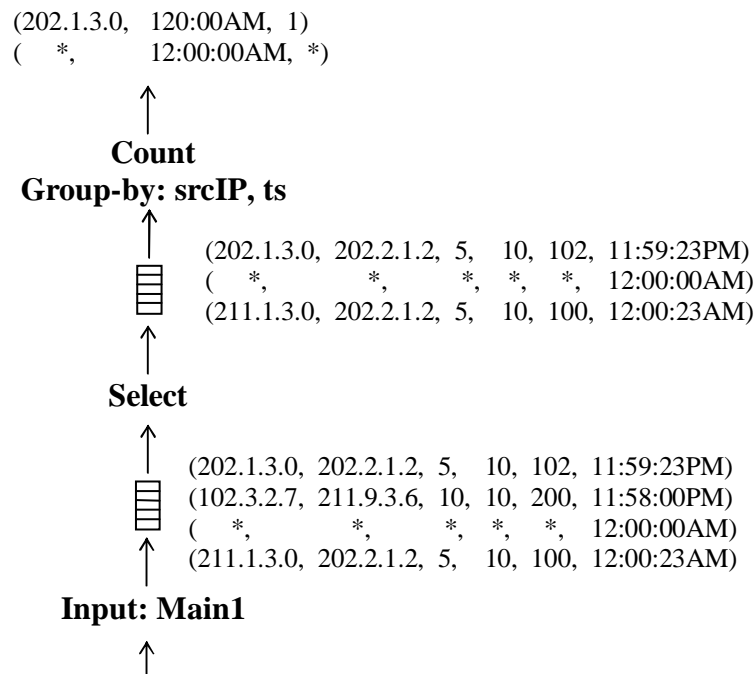 (202.1.3.0, 120:00AM, 1)
( *, 12:00:00AM, *)
Count
Group-by: srcIP, ts
(202.1.3.0, 202.2.1.2, 5, 10, 102, 11:59:23PM)
( *, *, *, *, *, 12:00:00AM)
(211.1.3.0, 202.2.1.2, 5, 10, 100, 12:00:23AM)
Select
(202.1.3.0, 202.2.1.2, 5, 10, 102, 11:59:23PM)
(102.3.2.7, 211.9.3.6, 10, 10, 200, 11:58:00PM)
( *, *, *, *, *, 12:00:00AM)
(211.1.3.0, 202.2.1.2, 5, 10, 100, 12:00:23AM)
Input: Main1